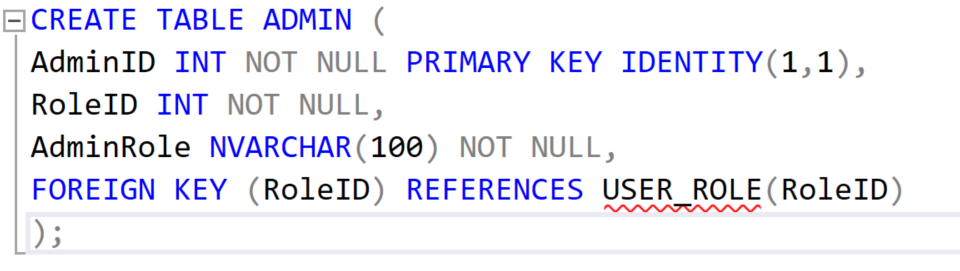 CREATE TABLE ADMIN (
AdminID INT NOT NULL PRIMARY KEY IDENTITY(1,1),
RoleID INT NOT NULL,
AdminRole NVARCHAR(100) NOT NULL,
FOREIGN KEY (RoleID) REFERENCES USER_ROLE(RoleID)
);